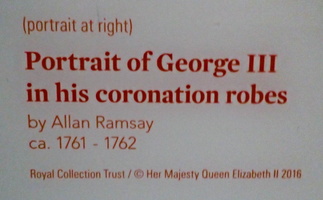 (portrait at right)
Portrait of George III
in his coronation robes
by Allan Ramsay
ca. 1761 - 1762
Royal Collection Trust / © Her Majesty Queen Elizabeth II 2016